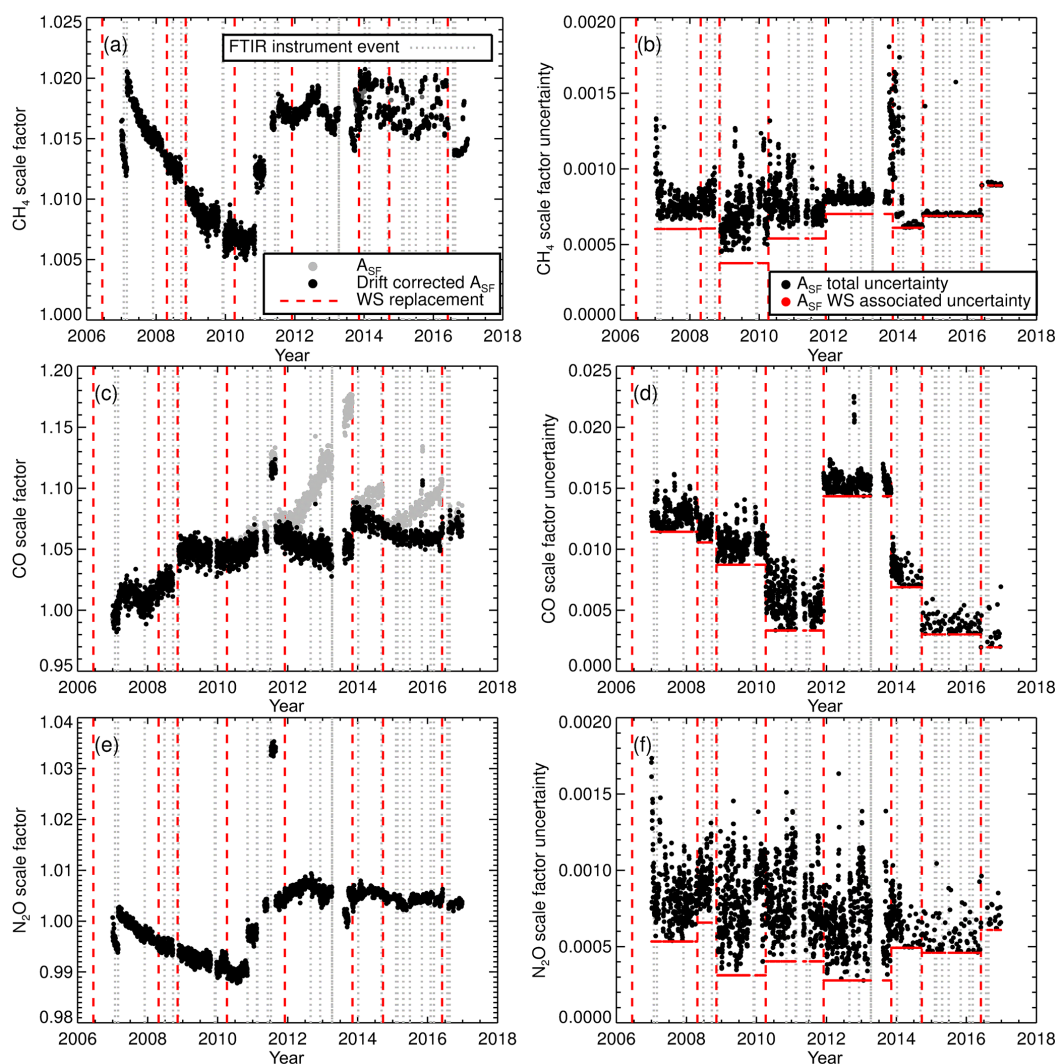 (a)
FTIR instrument event
CH4 scale factor
1.025
1.020
1.015
1.010
1.005
1.000
ASF
Drift corrected ASF
WS replacement
2006 2008 2010 2012 2014 2016 2018
Year
(b)
CH4 scale factor uncertainty
0.0020
0.0015
0.0010
0.0005
0.0000
ASF total uncertainty
ASF WS associated uncertainty
2006 2008 2010 2012 2014 2016 2018
Year
(c)
CO scale factor
1.20
1.15
1.10
1.05
1.00
0.95
2006 2008 2010 2012 2014 2016 2018
Year
(d)
CO scale factor uncertainty
0.025
0.020
0.015
0.010
0.005
0.000
2006 2008 2010 2012 2014 2016 2018
Year
(e)
N2O scale factor
1.04
1.03
1.02
1.01
1.00
0.99
0.98
2006 2008 2010 2012 2014 2016 2018
Year
(f)
N2O scale factor uncertainty
0.0020
0.0015
0.0010
0.0005
0.0000
2006 2008 2010 2012 2014 2016 2018
Year